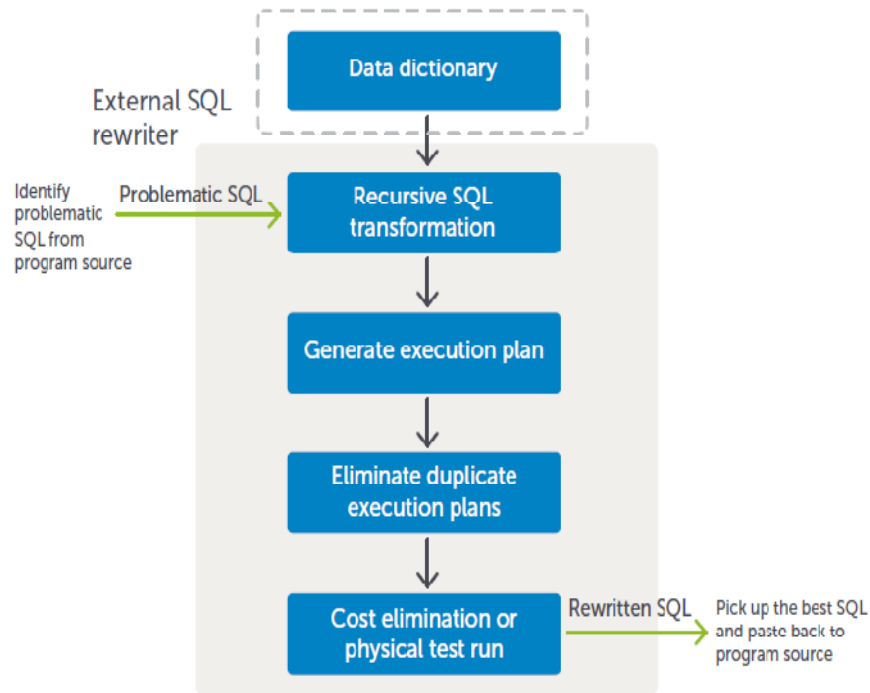 Data dictionary
External SQL
rewriter
Identify
problematic
SQL from
program source
Problematic SQL
Recursive SQL
transformation
Generate execution plan
Eliminate duplicate
execution plans
Cost elimination or
physical test run
Rewritten SQL
Pick up the best SQL
and paste back to
program source